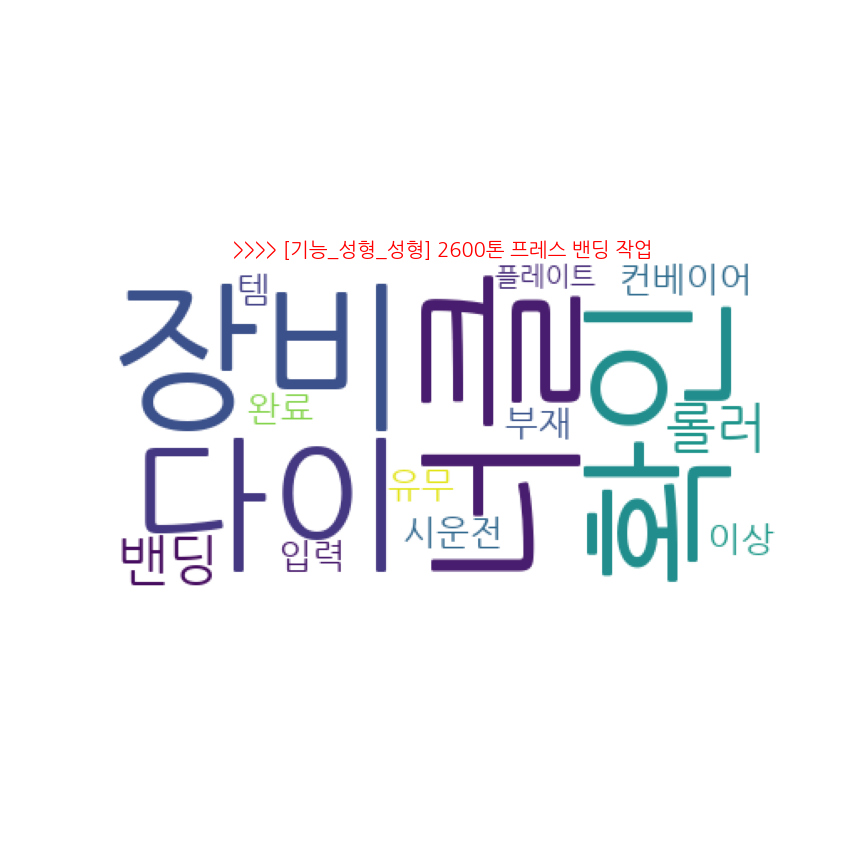 >>>> [기능_성형_성형] 2600톤 프레스 밴딩 작업
템
플레이트
컨베이어
장비
너클
확인
완료
부재
롤러
다이
유무
시운전
밴딩
입력
이상